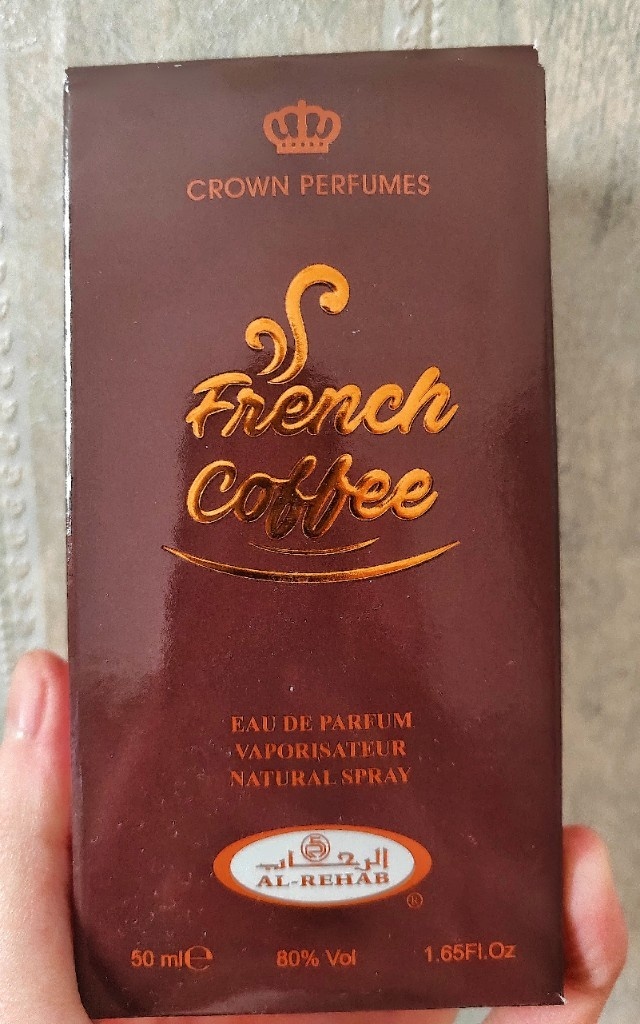 CROWN PERFUMES
French
Coffee
EAU DE PARFUM
VAPORISATEUR
NATURAL SPRAY
الرحاب
AL-REHAB
®
50 ml℮
80% Vol
1.65Fl.Oz